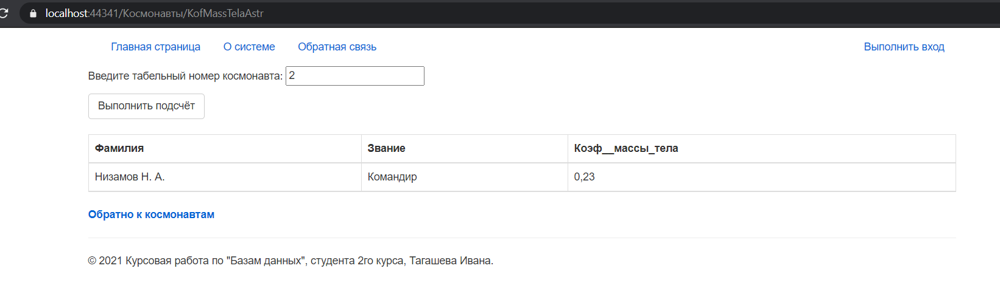 localhost:44341/Космонавты/KofMassTelaAstr
Главная страница О системе Обратная связь Выполнить вход
Введите табельный номер космонавта: 2
Выполнить подсчёт
Фамилия Звание Коэф__массы_тела
Низамов Н. А. Командир 0,23
Обратно к космонавтам
© 2021 Курсовая работа по "Базам данных", студента 2го курса, Тагашева Ивана.